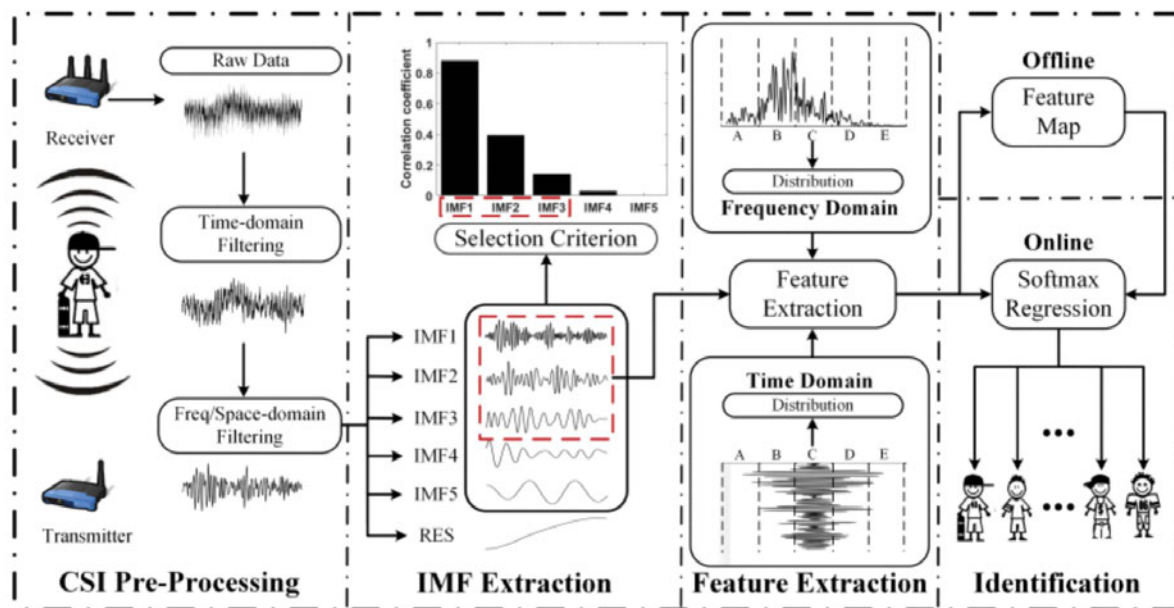 Raw Data
Receiver
Time-domain
Filtering
Freq/Space-domain
Filtering
Transmitter
CSI Pre-Processing
Correlation coefficient
1
0.8
0.6
0.4
0.2
0
IMF1 IMF2 IMF3 IMF4 IMF5
Selection Criterion
IMF1
IMF2
IMF3
IMF4
IMF5
RES
IMF Extraction
A B C D E
Distribution
Frequency Domain
Feature
Extraction
Time Domain
Distribution
A B C D E
Feature Extraction
Offline
Feature
Map
Online
Softmax
Regression
Identification